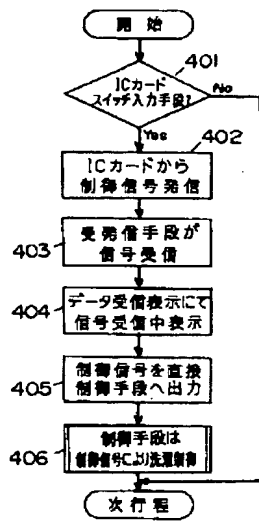 開始
401
ICカード
スイッチ入力手段?
No
Yes
402
ICカードから
制御信号発信
403
受発信手段が
信号受信
404
データ受信表示にて
信号受信中表示
405
制御信号を直接
制御手段へ出力
406
制御手段は
制御信号により洗濯制御
次行程